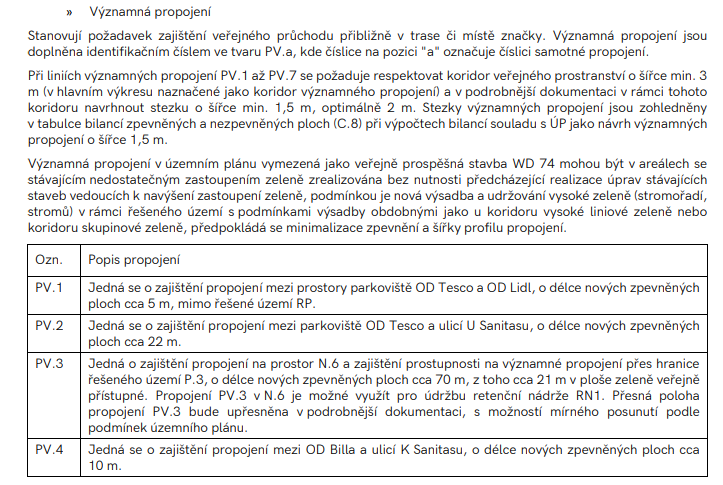 » Významná propojení
Stanovují požadavek zajištění veřejného průchodu přibližně v trase či místě značky. Významná propojení jsou
doplněna identifikačním číslem ve tvaru PV.a, kde číslice na pozici "a" označuje číslici samotné propojení.
Při liniích významných propojení PV.1 až PV.7 se požaduje respektovat koridor veřejného prostranství o šířce min. 3
m (v hlavním výkresu naznačené jako koridor významného propojení) a v podrobnější dokumentaci v rámci tohoto
koridoru navrhnout stezku o šířce min. 1,5 m, optimálně 2 m. Stezky významných propojení jsou zohledněny
v tabulce bilancí zpevněných a nezpevněných ploch (C.8) při výpočtech bilancí souladu s ÚP jako návrh významných
propojení o šířce 1,5 m.
Významná propojení v územním plánu vymezená jako veřejně prospěšná stavba WD 74 mohou být v areálech se
stávajícím nedostatečným zastoupením zeleně zrealizována bez nutnosti předcházející realizace úprav stávajících
staveb vedoucích k navýšení zastoupení zeleně, podmínkou je nová výsadba a udržování vysoké zeleně (stromořadí,
stromů) v rámci řešeného území s podmínkami výsadby obdobnými jako u koridoru vysoké liniové zeleně nebo
koridoru skupinové zeleně, předpokládá se minimalizace zpevnění a šířky profilu propojení.
Ozn. Popis propojení
PV.1 Jedná se o zajištění propojení mezi prostory parkoviště OD Tesco a OD Lidl, o délce nových zpevněných
ploch cca 5 m, mimo řešené území RP.
PV.2 Jedná se o zajištění propojení mezi parkoviště OD Tesco a ulicí U Sanitasu, o délce nových zpevněných
ploch cca 22 m.
PV.3 Jedná o zajištění propojení na prostor N.6 a zajištění prostupnosti na významné propojení přes hranice
řešeného území P.3, o délce nových zpevněných ploch cca 70 m, z toho cca 21 m v ploše zeleně veřejně
přístupné. Propojení PV.3 v N.6 je možné využít pro údržbu retenční nádrže RN1. Přesná poloha
propojení PV.3 bude upřesněna v podrobnější dokumentaci, s možností mírného posunutí podle
podmínek územního plánu.
PV.4 Jedná se o zajištění propojení mezi OD Billa a ulicí K Sanitasu, o délce nových zpevněných ploch cca
10 m.